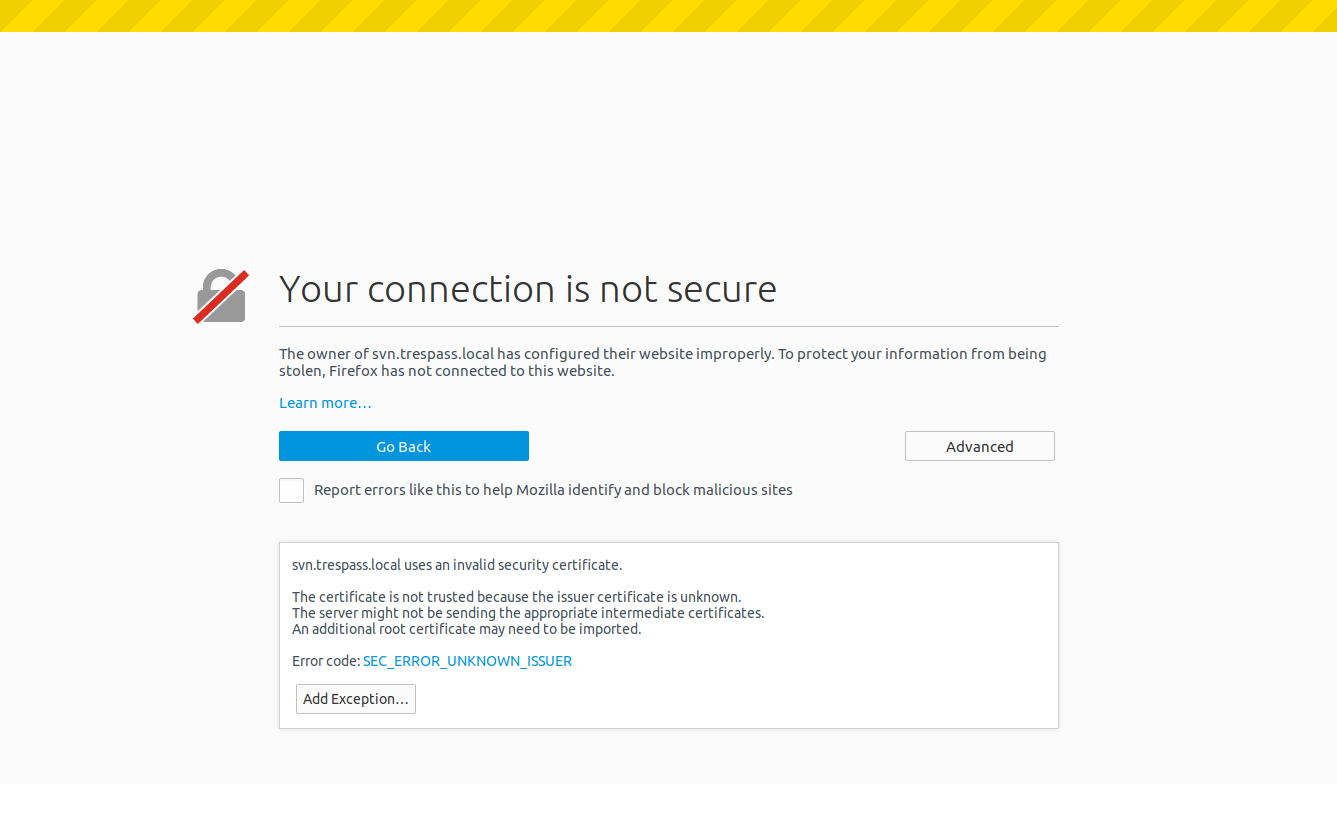 Your connection is not secure
The owner of svn.trespass.local has configured their website improperly. To protect your information from being
stolen, Firefox has not connected to this website.
Learn more…
Go Back
Advanced
Report errors like this to help Mozilla identify and block malicious sites
svn.trespass.local uses an invalid security certificate.
The certificate is not trusted because the issuer certificate is unknown.
The server might not be sending the appropriate intermediate certificates.
An additional root certificate may need to be imported.
Error code: SEC_ERROR_UNKNOWN_ISSUER
Add Exception…